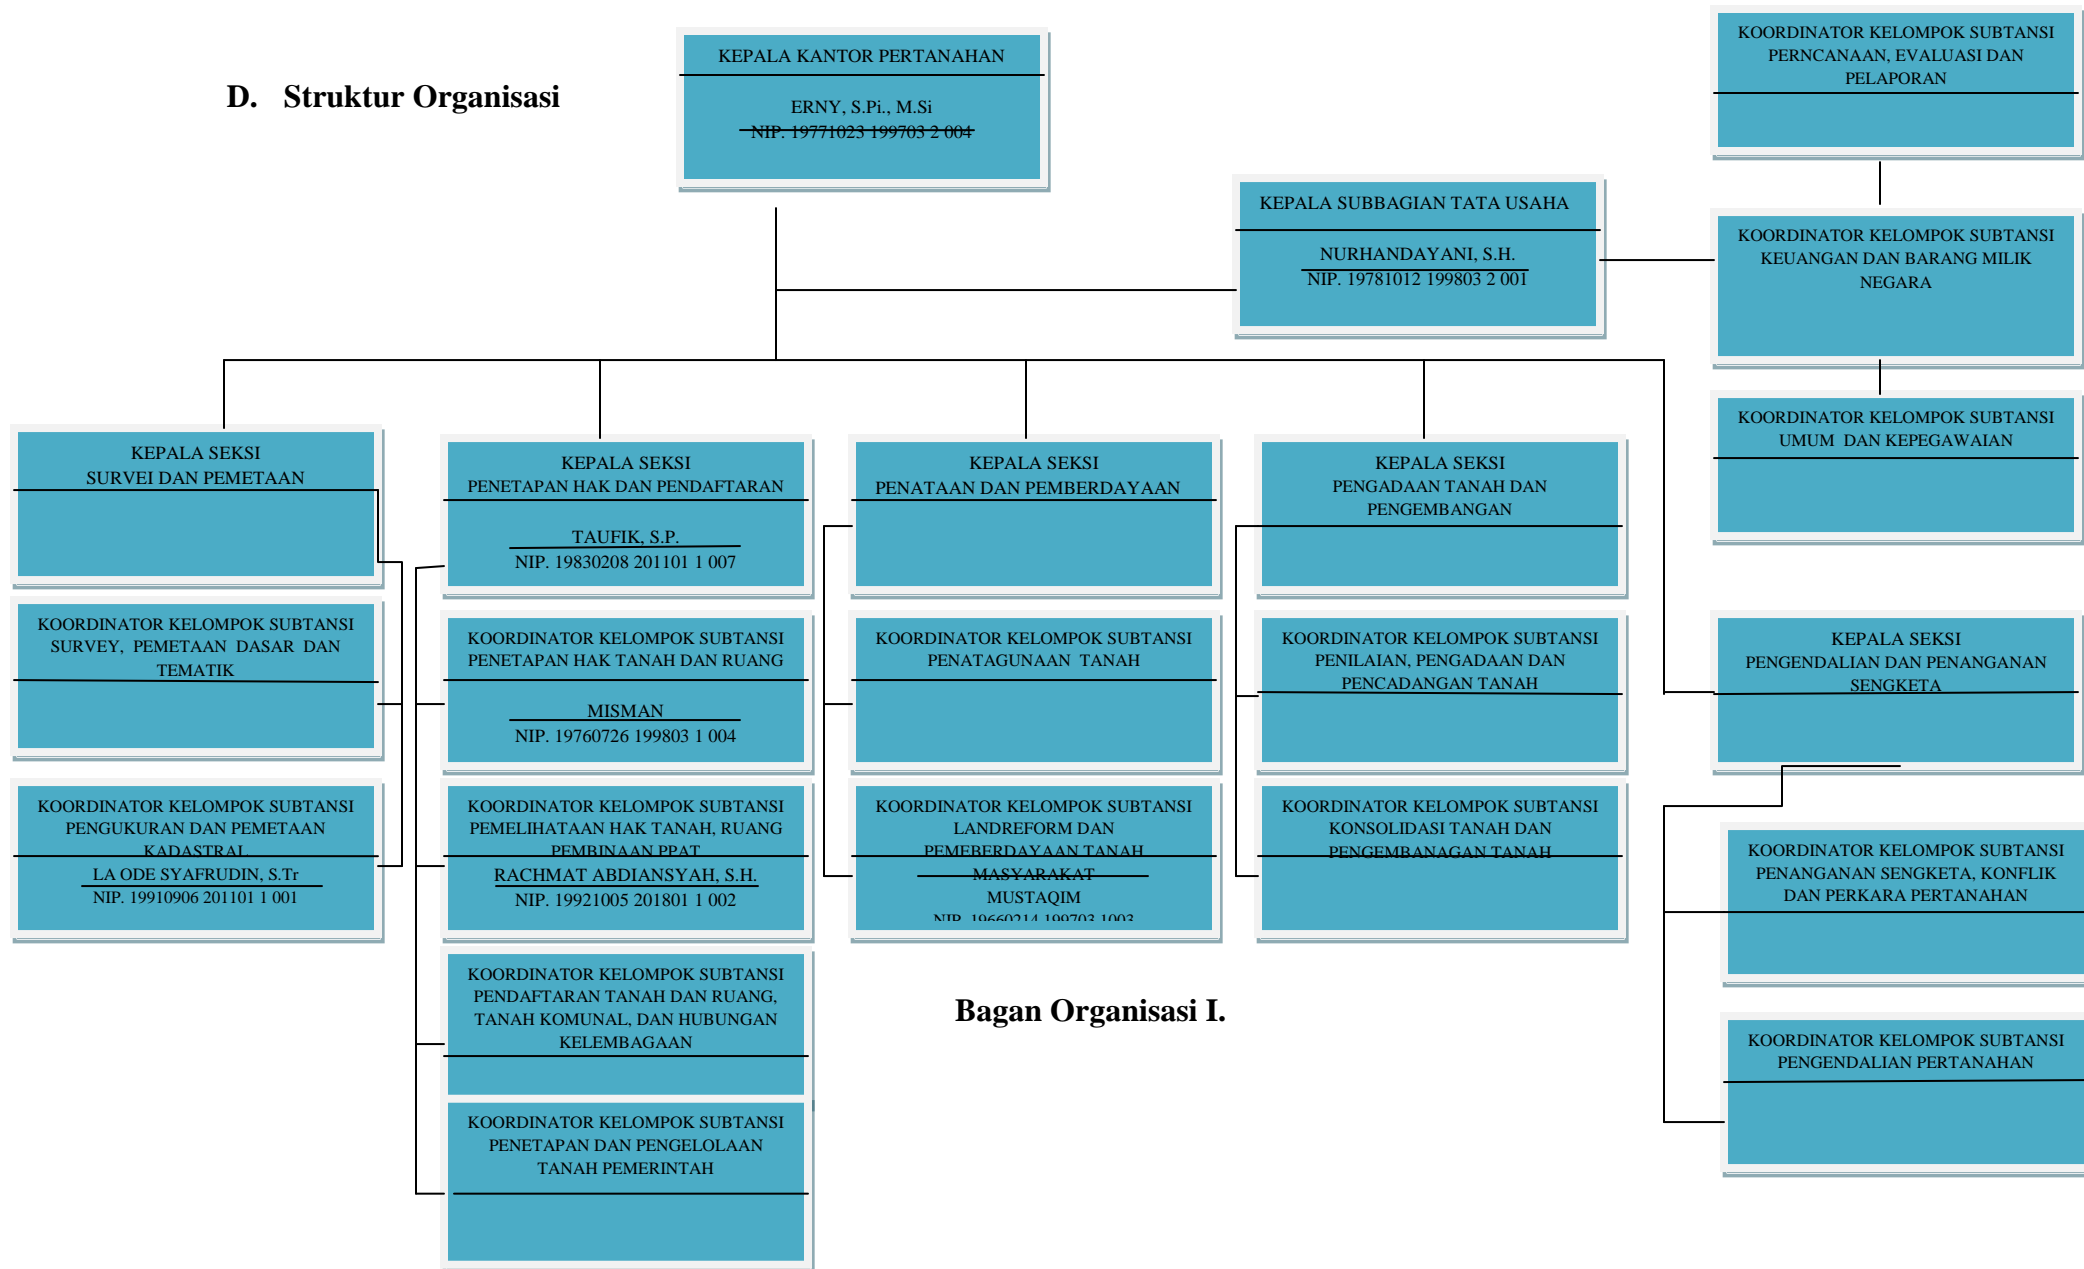 D. Struktur Organisasi
KEPALA KANTOR PERTANAHAN
ERNY, S.Pi., M.Si
NIP. 19771023 199703 2 004
KOORDINATOR KELOMPOK SUBTANSI
PERNCANAAN, EVALUASI DAN
PELAPORAN
KEPALA SUBBAGIAN TATA USAHA
NURHANDAYANI, S.H.
NIP. 19781012 199803 2 001
KOORDINATOR KELOMPOK SUBTANSI
KEUANGAN DAN BARANG MILIK
NEGARA
KOORDINATOR KELOMPOK SUBTANSI
UMUM DAN KEPEGAWAIAN
KEPALA SEKSI
SURVEI DAN PEMETAAN
KOORDINATOR KELOMPOK SUBTANSI
SURVEY, PEMETAAN DASAR DAN
TEMATIK
KOORDINATOR KELOMPOK SUBTANSI
PENGUKURAN DAN PEMETAAN
KADASTRAL
LA ODE SYAFRUDIN, S.Tr
NIP. 19910906 201101 1 001
KEPALA SEKSI
PENETAPAN HAK DAN PENDAFTARAN
TAUFIK, S.P.
NIP. 19830208 201101 1 007
KOORDINATOR KELOMPOK SUBTANSI
PENETAPAN HAK TANAH DAN RUANG
MISMAN
NIP. 19760726 199803 1 004
KOORDINATOR KELOMPOK SUBTANSI
PEMELIHATAAN HAK TANAH, RUANG
PEMBINAAN PPAT
RACHMAT ABDIANSYAH, S.H.
NIP. 19921005 201801 1 002
KOORDINATOR KELOMPOK SUBTANSI
PENDAFTARAN TANAH DAN RUANG,
TANAH KOMUNAL, DAN HUBUNGAN
KELEMBAGAAN
KOORDINATOR KELOMPOK SUBTANSI
PENETAPAN DAN PENGELOLAAN
TANAH PEMERINTAH
KEPALA SEKSI
PENATAAN DAN PEMBERDAYAAN
KOORDINATOR KELOMPOK SUBTANSI
PENATAGUNAAN TANAH
KOORDINATOR KELOMPOK SUBTANSI
LANDREFORM DAN
PEMEBERDAYAAN TANAH
MASYARAKAT
MUSTAQIM
NIP. 19660214 199703 1003
KEPALA SEKSI
PENGADAAN TANAH DAN
PENGEMBANGAN
KOORDINATOR KELOMPOK SUBTANSI
PENILAIAN, PENGADAAN DAN
PENCADANGAN TANAH
KOORDINATOR KELOMPOK SUBTANSI
KONSOLIDASI TANAH DAN
PENGEMBANAGAN TANAH
KEPALA SEKSI
PENGENDALIAN DAN PENANGANAN
SENGKETA
KOORDINATOR KELOMPOK SUBTANSI
PENANGANAN SENGKETA, KONFLIK
DAN PERKARA PERTANAHAN
KOORDINATOR KELOMPOK SUBTANSI
PENGENDALIAN PERTANAHAN
Bagan Organisasi I.